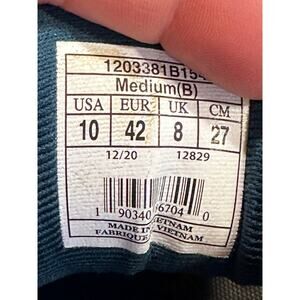 1203381B15
Medium(B)
USA EUR UK CM
10 42 8 27
12/20 12829
1 90340 6704 0
MADE IN VIETNAM
FABRIQUE VIETNAM